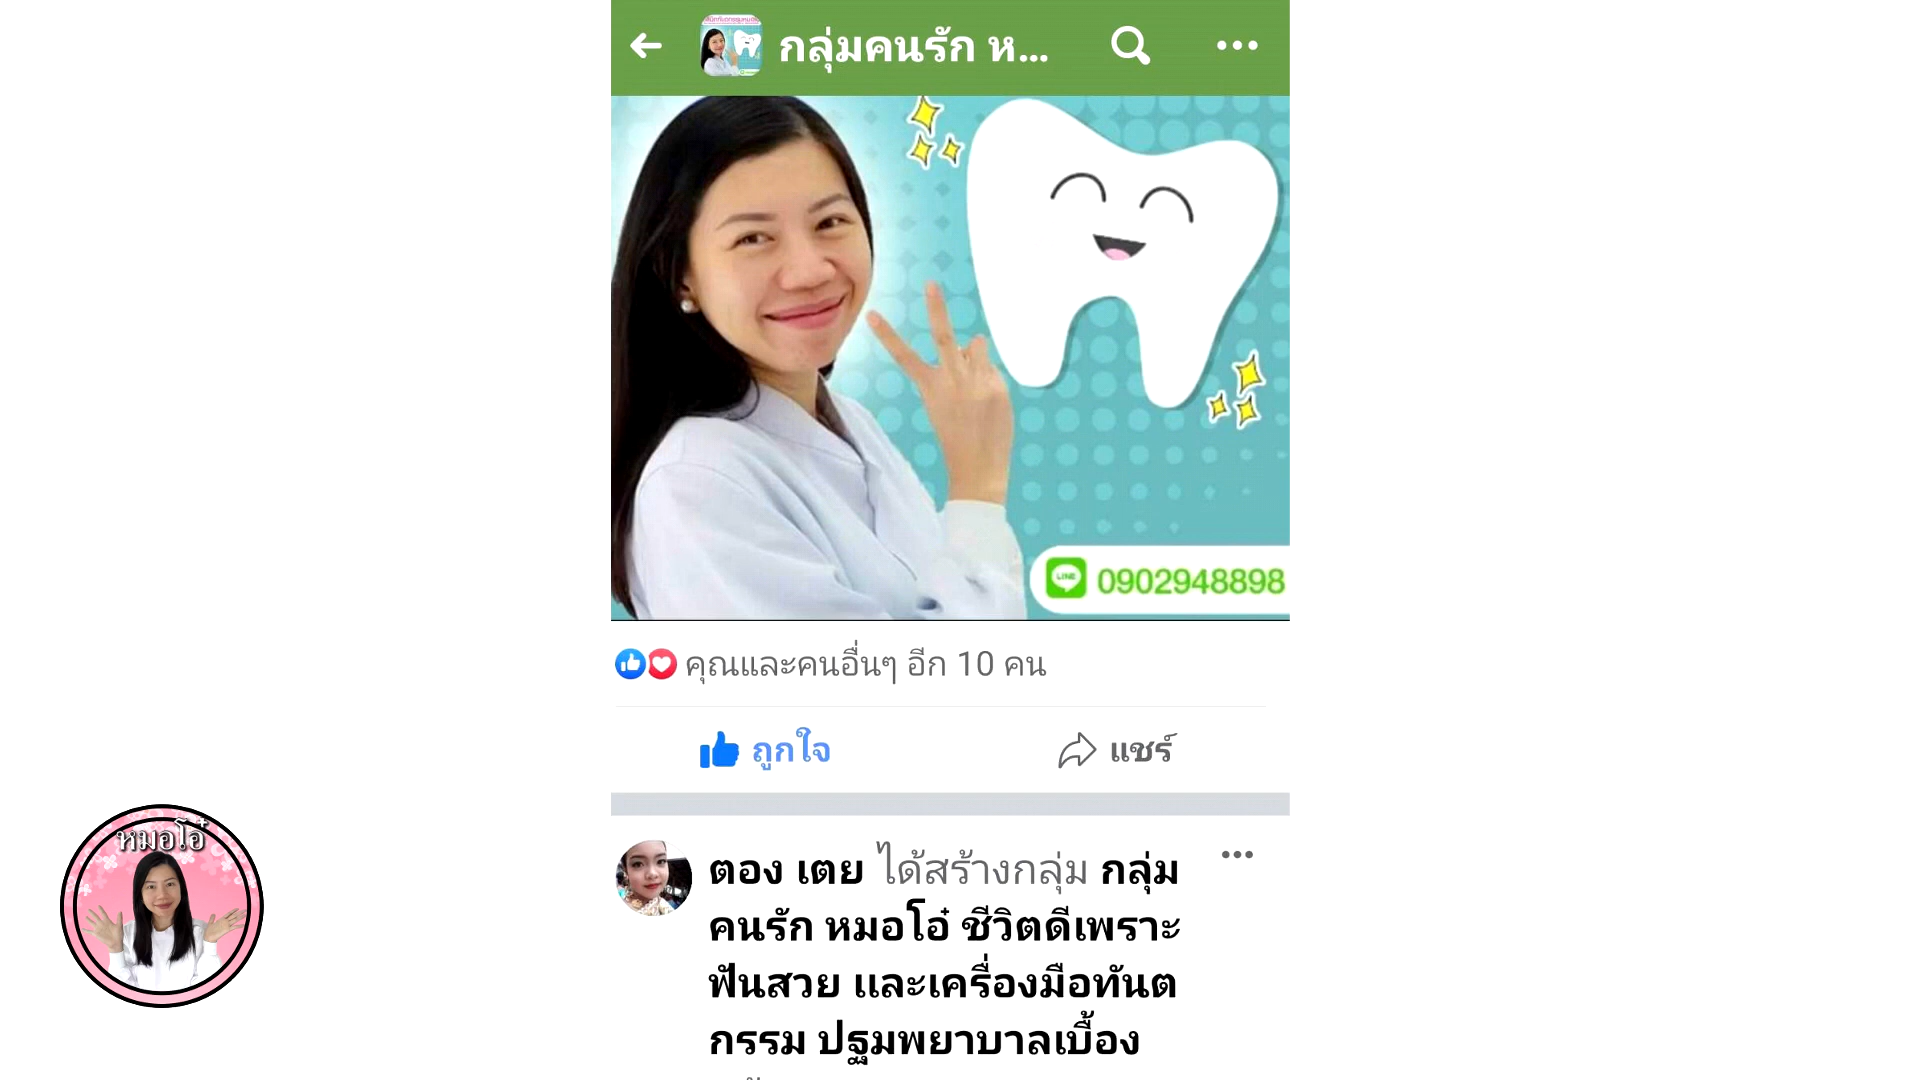 กลุ่มคนรัก ห...
LINE
0902948898
คุณและคนอื่นๆ อีก 10 คน
ถูกใจ
แชร์
หมอโอ๋
ตอง เตย ได้สร้างกลุ่ม กลุ่ม
คนรัก หมอโอ๋ ชีวิตดีเพราะ
ฟันสวย และเครื่องมือทันต
กรรม ปฐมพยาบาลเบื้อง